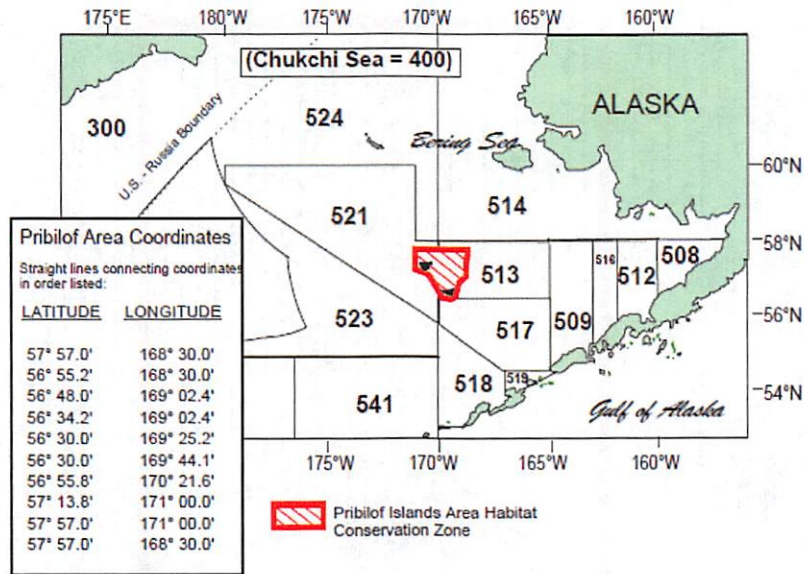 175°E 180°W 175°W 170°W 165°W 160°W
(Chukchi Sea = 400)
ALASKA
300
U.S. - Russia Boundary
524
Bering Sea
60°N
521
514
58°N
513
516
512
508
523
517
509
56°N
541
518
519
54°N
Gulf of Alaska
175°W 170°W 165°W 160°W
Pribilof Area Coordinates
Straight lines connecting coordinates
in order listed:
LATITUDE LONGITUDE
57° 57.0' 168° 30.0'
56° 55.2' 168° 30.0'
56° 48.0' 169° 02.4'
56° 34.2' 169° 02.4'
56° 30.0' 169° 25.2'
56° 30.0' 169° 44.1'
56° 55.8' 170° 21.6'
57° 13.8' 171° 00.0'
57° 57.0' 171° 00.0'
57° 57.0' 168° 30.0'
Pribilof Islands Area Habitat
Conservation Zone